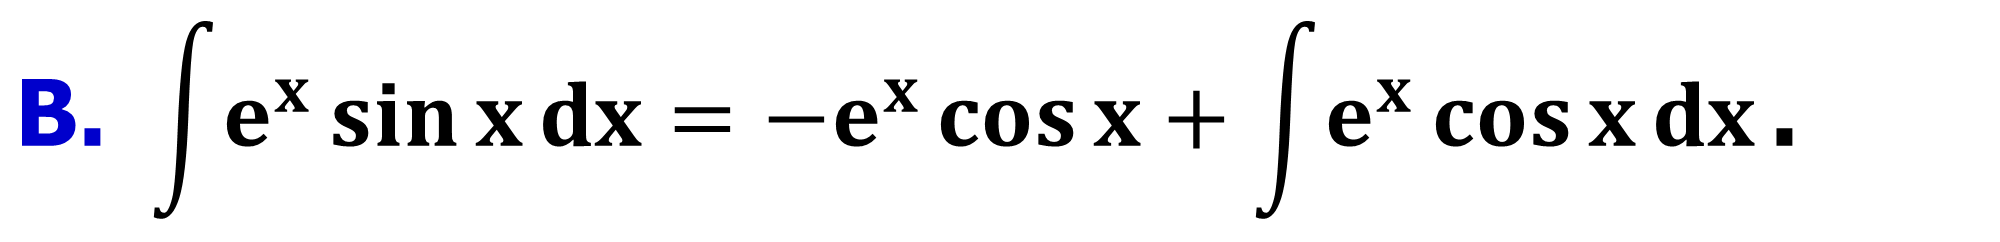 B. ∫ eˣ sin x dx = −eˣ cos x + ∫ eˣ cos x dx .